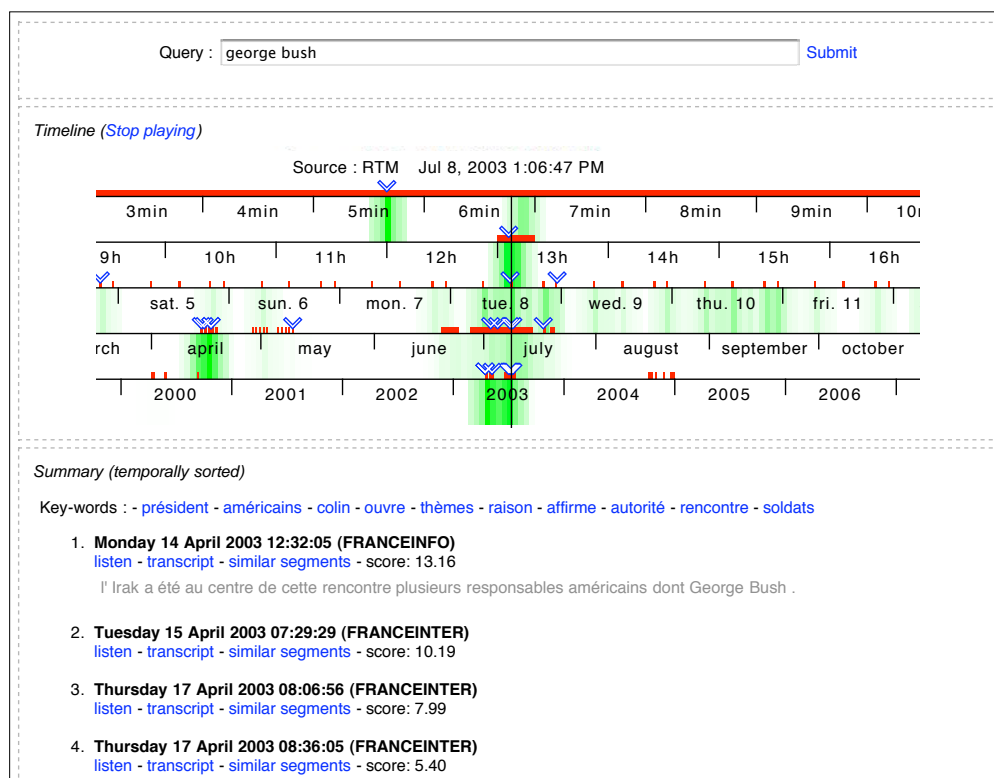 Query : george bush Submit
Timeline (Stop playing)
Source : RTM Jul 8, 2003 1:06:47 PM
3min 4min 5min 6min 7min 8min 9min 10
9h 10h 11h 12h 13h 14h 15h 16h
sat. 5 sun. 6 mon. 7 tue. 8 wed. 9 thu. 10 fri. 11
rch april may june july august september october
2000 2001 2002 2003 2004 2005 2006
Summary (temporally sorted)
Key-words : - président - américains - colin - ouvre - thèmes - raison - affirme - autorité - rencontre - soldats
1. Monday 14 April 2003 12:32:05 (FRANCEINFO)
listen - transcript - similar segments - score: 13.16
l' Irak a été au centre de cette rencontre plusieurs responsables américains dont George Bush .
2. Tuesday 15 April 2003 07:29:29 (FRANCEINTER)
listen - transcript - similar segments - score: 10.19
3. Thursday 17 April 2003 08:06:56 (FRANCEINTER)
listen - transcript - similar segments - score: 7.99
4. Thursday 17 April 2003 08:36:05 (FRANCEINTER)
listen - transcript - similar segments - score: 5.40